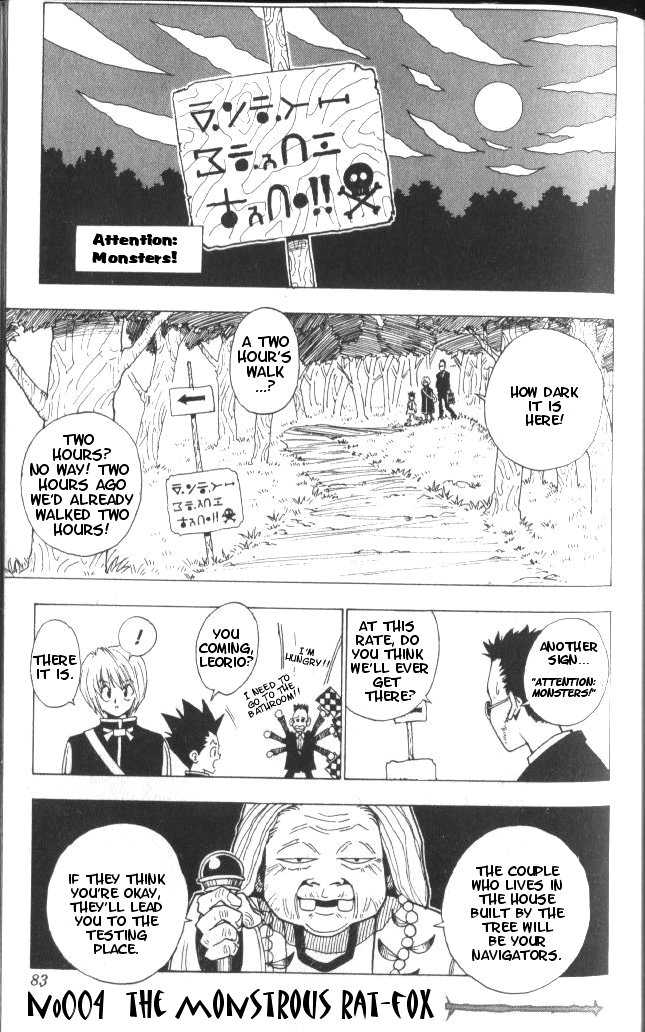 Attention:
Monsters!
HOW DARK
IT IS
HERE!
A TWO
HOUR'S
WALK
...?
TWO
HOURS?
NO WAY! TWO
HOURS AGO
WE'D ALREADY
WALKED TWO
HOURS!
ANOTHER
SIGN...
"ATTENTION:
MONSTERS!"
AT THIS
RATE, DO
YOU THINK
WE'LL EVER
GET
THERE?
I'M
HUNGRY!!
I NEED TO
GO TO THE
BATHROOM!!
YOU
COMING,
LEORIO?
!
THERE
IT IS.
THE COUPLE
WHO LIVES IN
THE HOUSE
BUILT BY THE
TREE WILL
BE YOUR
NAVIGATORS.
IF THEY THINK
YOU'RE OKAY,
THEY'LL LEAD
YOU TO THE
TESTING
PLACE.
83
No004 THE MONSTROUS RAT-FOX